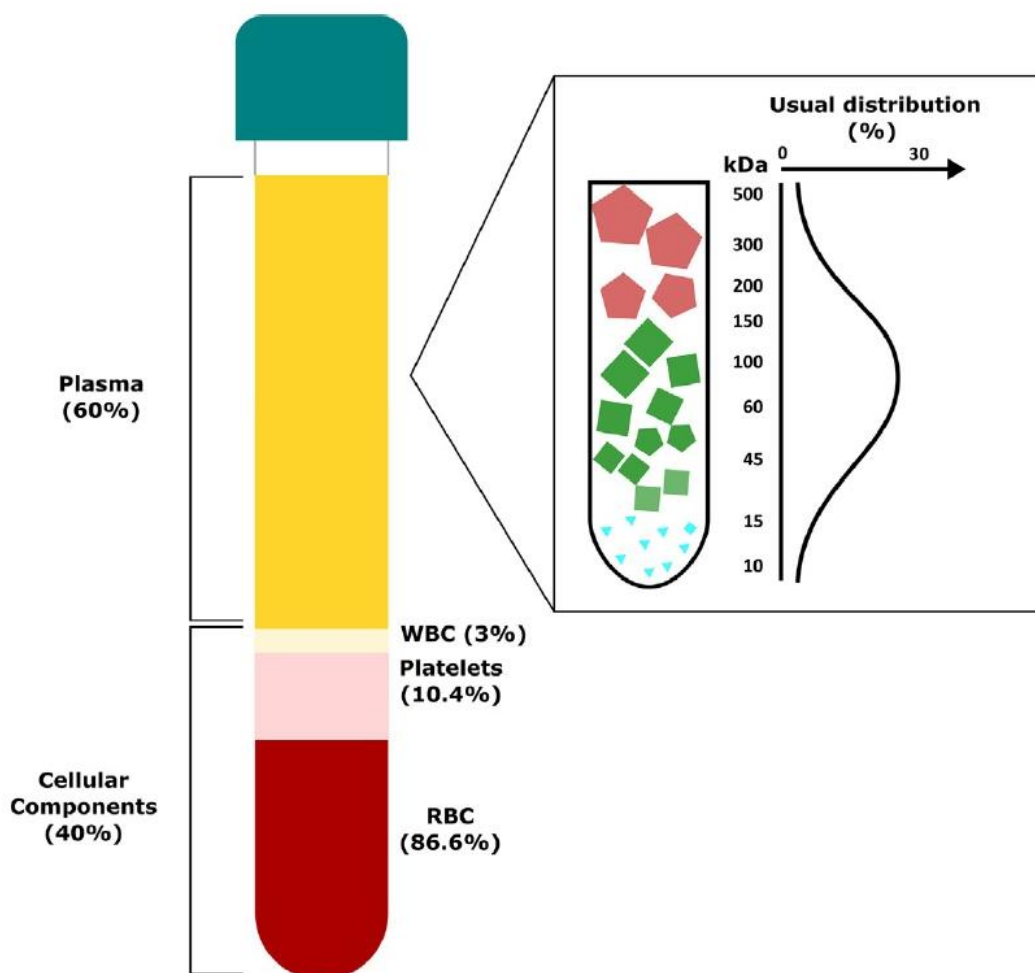 Usual distribution
(%)
0 30
kDa
500
300
200
150
100
60
45
15
10
Plasma
(60%)
WBC (3%)
Platelets
(10.4%)
Cellular
Components
(40%)
RBC
(86.6%)